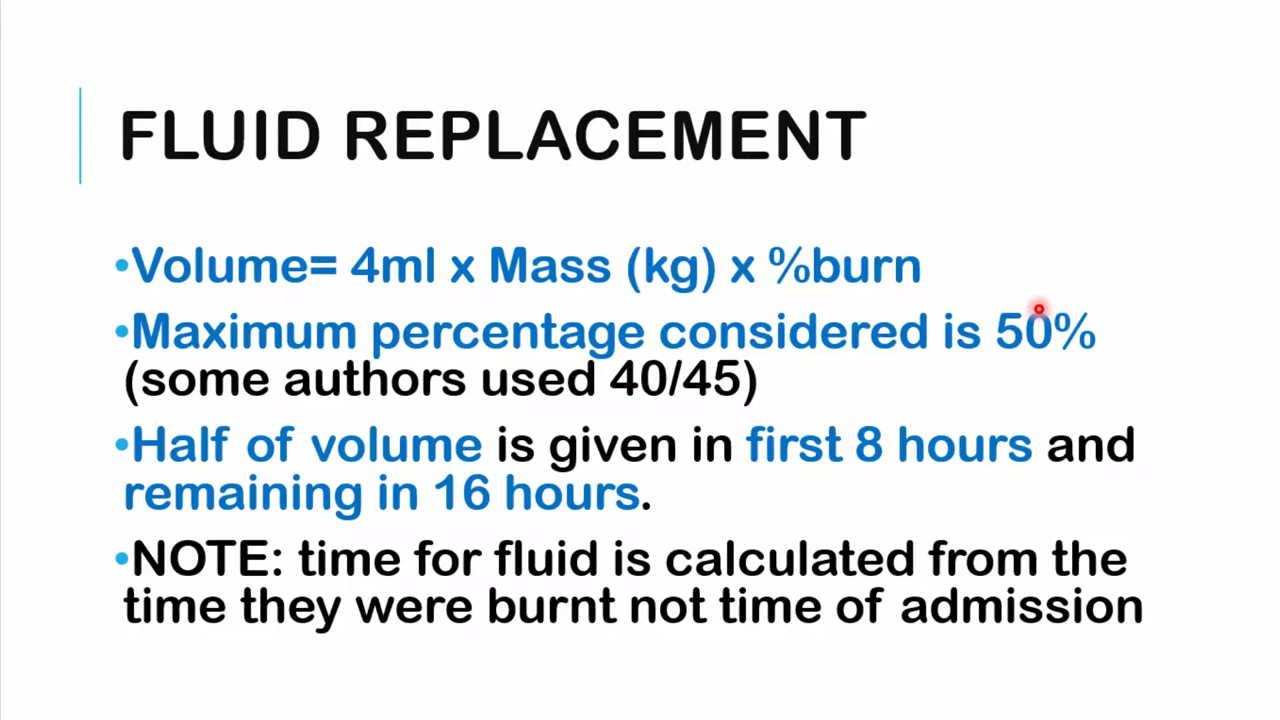 FLUID REPLACEMENT
•Volume= 4ml x Mass (kg) x %burn
•Maximum percentage considered is 50%
(some authors used 40/45)
•Half of volume is given in first 8 hours and
remaining in 16 hours.
•NOTE: time for fluid is calculated from the
time they were burnt not time of admission